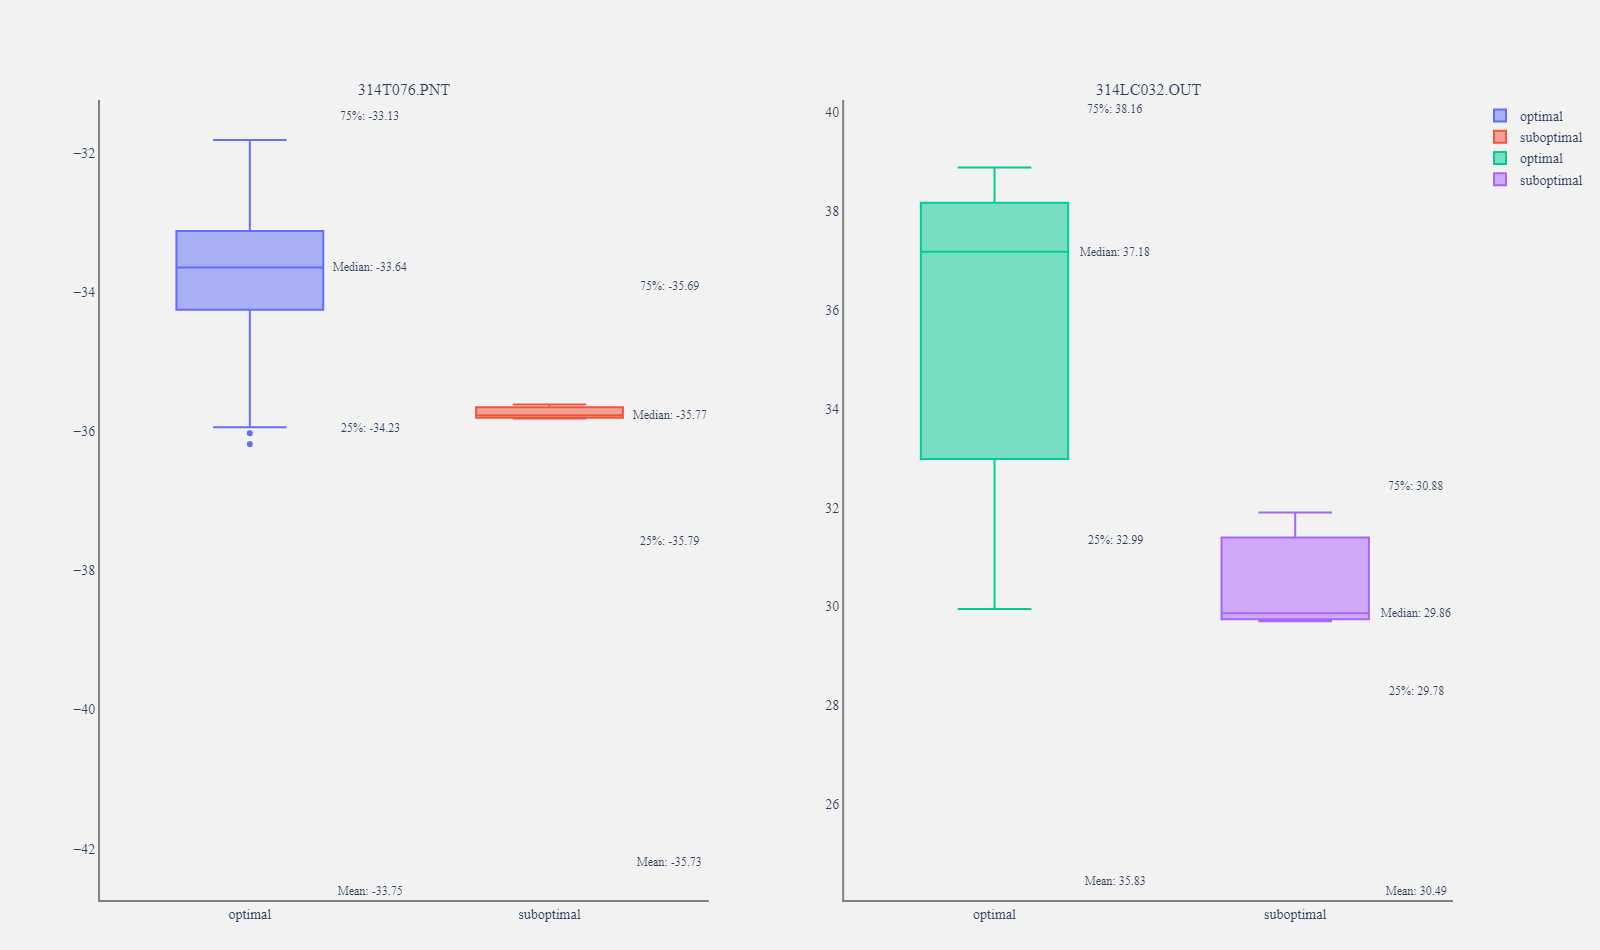 314T076.PNT
75%: -33.13
−32
Median: -33.64
75%: -35.69
−34
25%: -34.23
Median: -35.77
−36
25%: -35.79
−38
−40
−42
Mean: -35.73
Mean: -33.75
optimal
suboptimal
314LC032.OUT
75%: 38.16
40
38
Median: 37.18
36
34
75%: 30.88
32
25%: 32.99
30
Median: 29.86
25%: 29.78
28
26
Mean: 35.83
Mean: 30.49
optimal
suboptimal
optimal
suboptimal
optimal
suboptimal